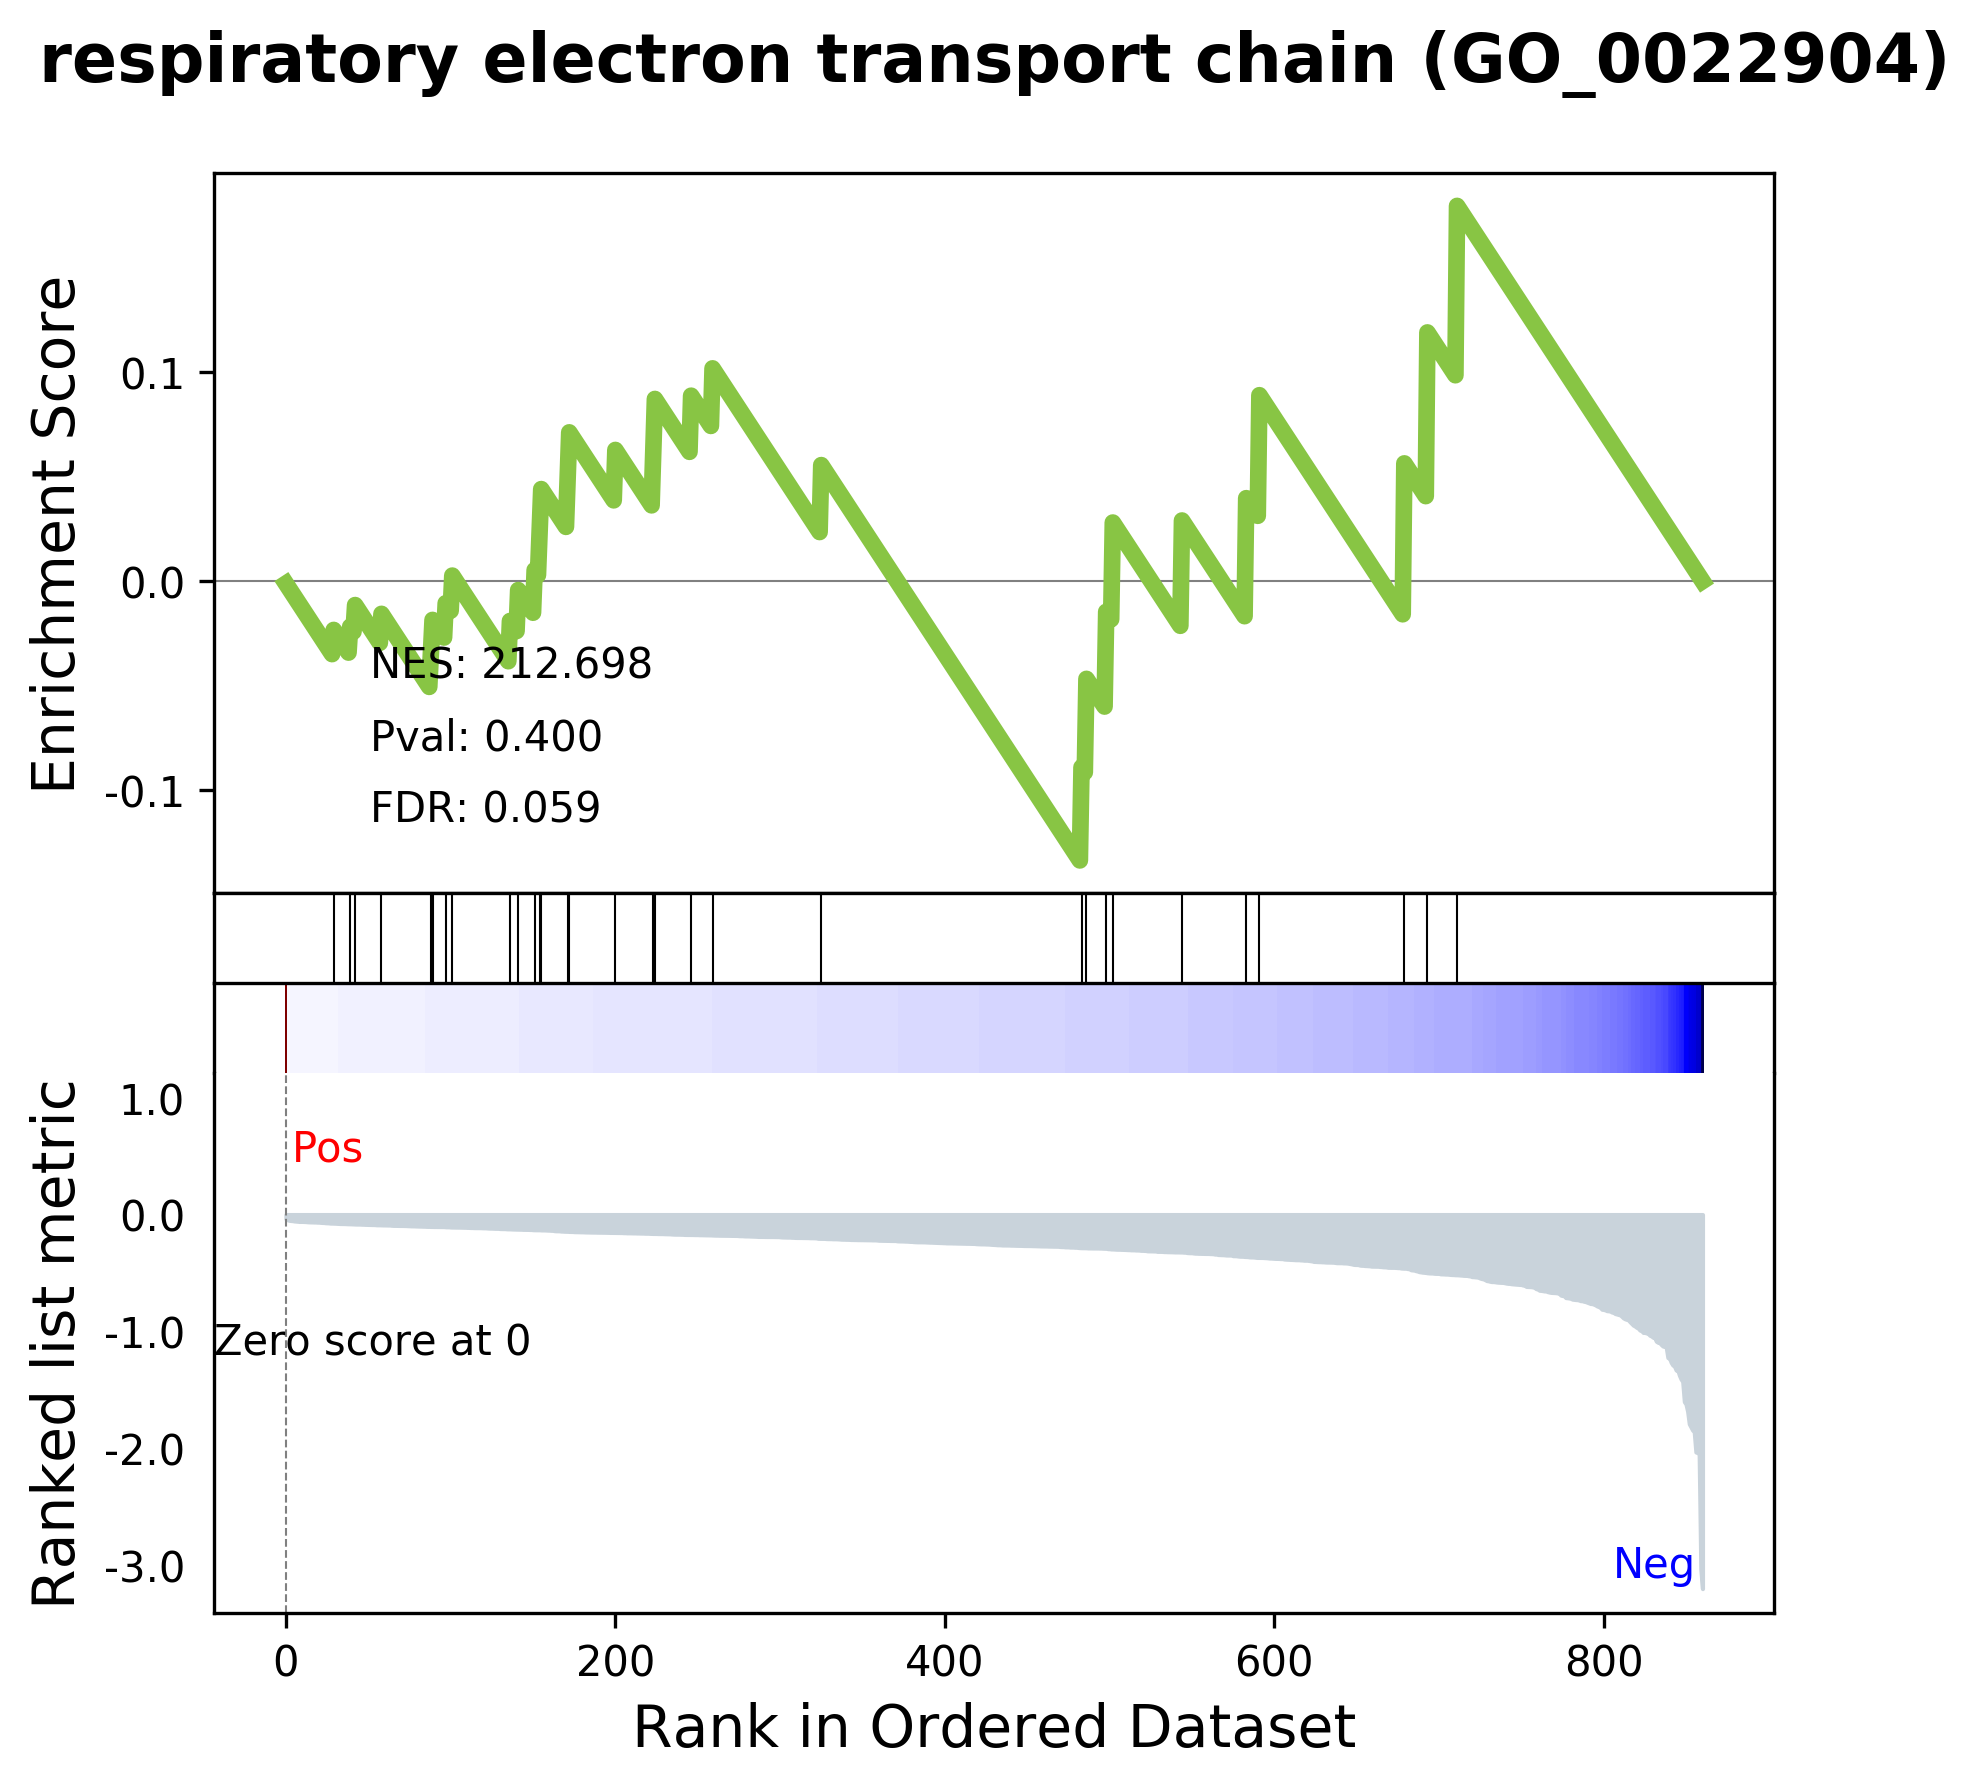 respiratory electron transport chain (GO_0022904)
Enrichment Score
0.1
0.0
-0.1
NES: 212.698
Pval: 0.400
FDR: 0.059
Ranked list metric
1.0
0.0
-1.0
-2.0
-3.0
Pos
Zero score at 0
Neg
0 200 400 600 800
Rank in Ordered Dataset